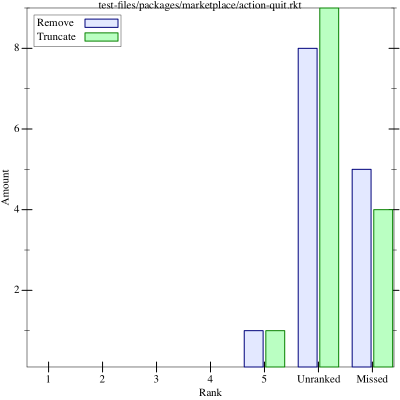 test-files/packages/marketplace/action-quit.rkt
Remove
Truncate
8
6
4
2
Amount
1 2 3 4 5 Unranked Missed
Rank